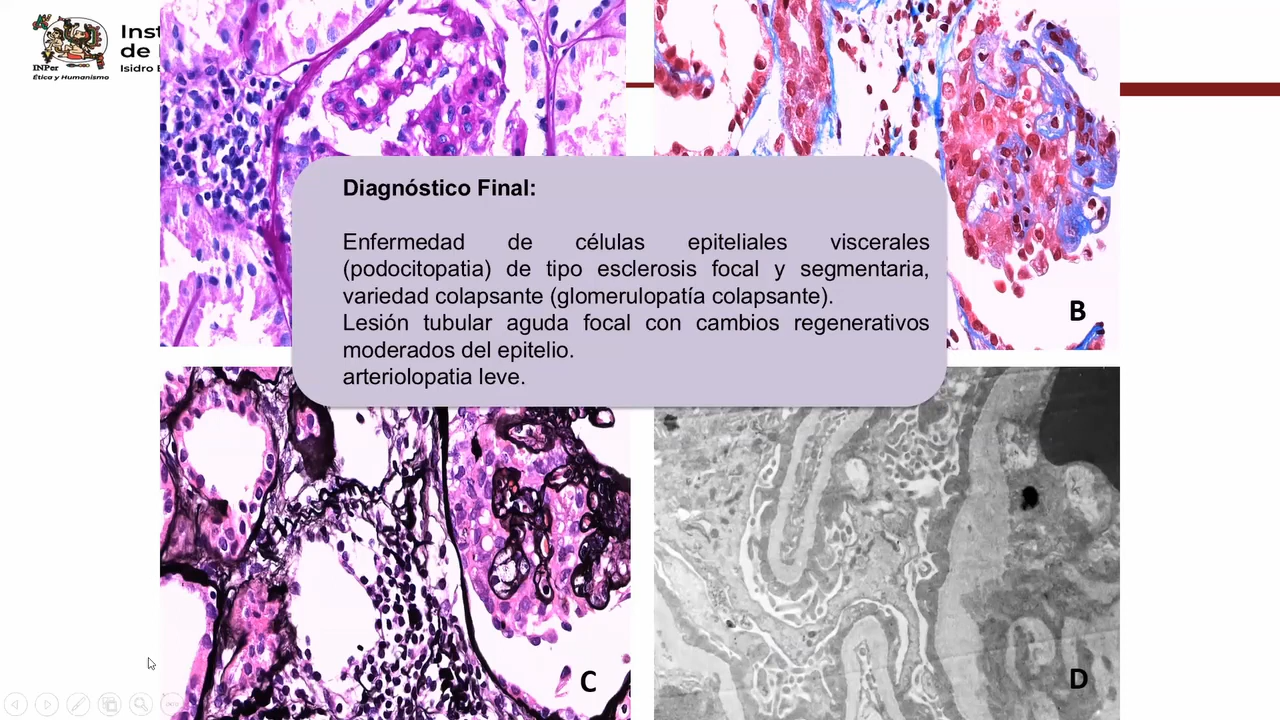 Inst
de
Isidro E
INPer
Ética y Humanismo
Diagnóstico Final:
Enfermedad de células epiteliales viscerales
(podocitopatia) de tipo esclerosis focal y segmentaria,
variedad colapsante (glomerulopatía colapsante).
Lesión tubular aguda focal con cambios regenerativos
moderados del epitelio.
arteriolopatia leve.
B
C
D